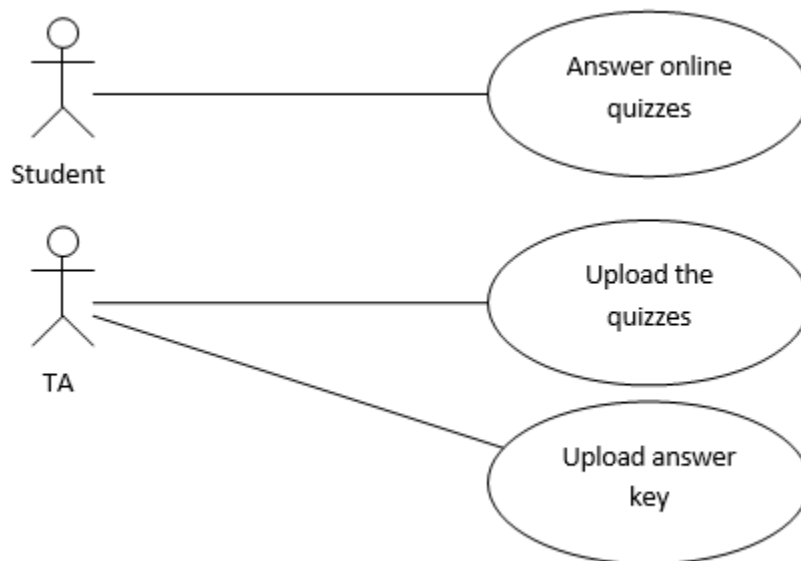 Answer online
quizzes
Student
Upload the
quizzes
TA
Upload answer
key